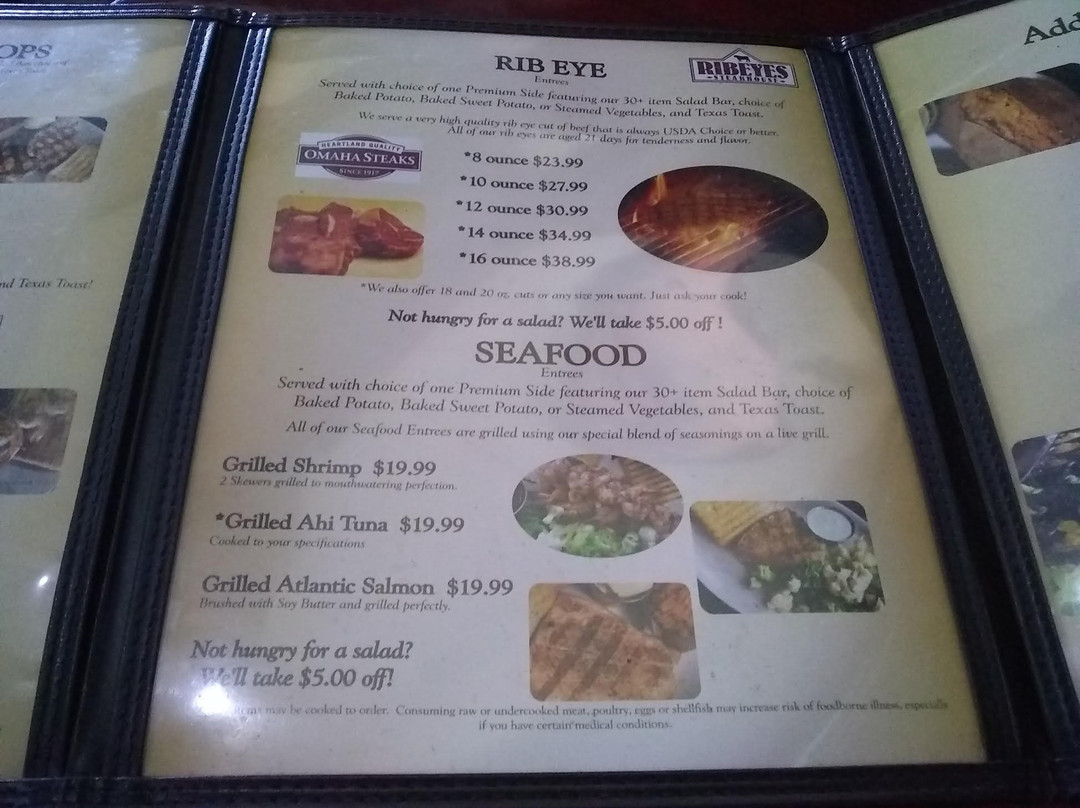 OPS
nd Texas Toast!
RIB EYE
Entrees
RIBEYES
STEAKHOUSE
Served with choice of one Premium Side featuring our 30+ item Salad Bar, choice of
Baked Potato, Baked Sweet Potato, or Steamed Vegetables, and Texas Toast.
We serve a very high quality rib eye cut of beef that is always USDA Choice or better.
All of our rib eyes are aged 21 days for tenderness and flavor.
HEARTLAND QUALITY
OMAHA STEAKS
SINCE 1917
*8 ounce $23.99
*10 ounce $27.99
*12 ounce $30.99
*14 ounce $34.99
*16 ounce $38.99
*We also offer 18 and 20 oz. cuts or any size you want. Just ask your cook!
Not hungry for a salad? We'll take $5.00 off !
SEAFOOD
Entrees
Served with choice of one Premium Side featuring our 30+ item Salad Bar, choice of
Baked Potato, Baked Sweet Potato, or Steamed Vegetables, and Texas Toast.
All of our Seafood Entrees are grilled using our special blend of seasonings on a live grill.
Grilled Shrimp $19.99
2 Skewers grilled to mouthwatering perfection.
*Grilled Ahi Tuna $19.99
Cooked to your specifications
Grilled Atlantic Salmon $19.99
Brushed with Soy Butter and grilled perfectly.
Not hungry for a salad?
We'll take $5.00 off!
items may be cooked to order. Consuming raw or undercooked meat, poultry, eggs or shellfish may increase risk of foodborne illness, especially
if you have certain medical conditions.
Add